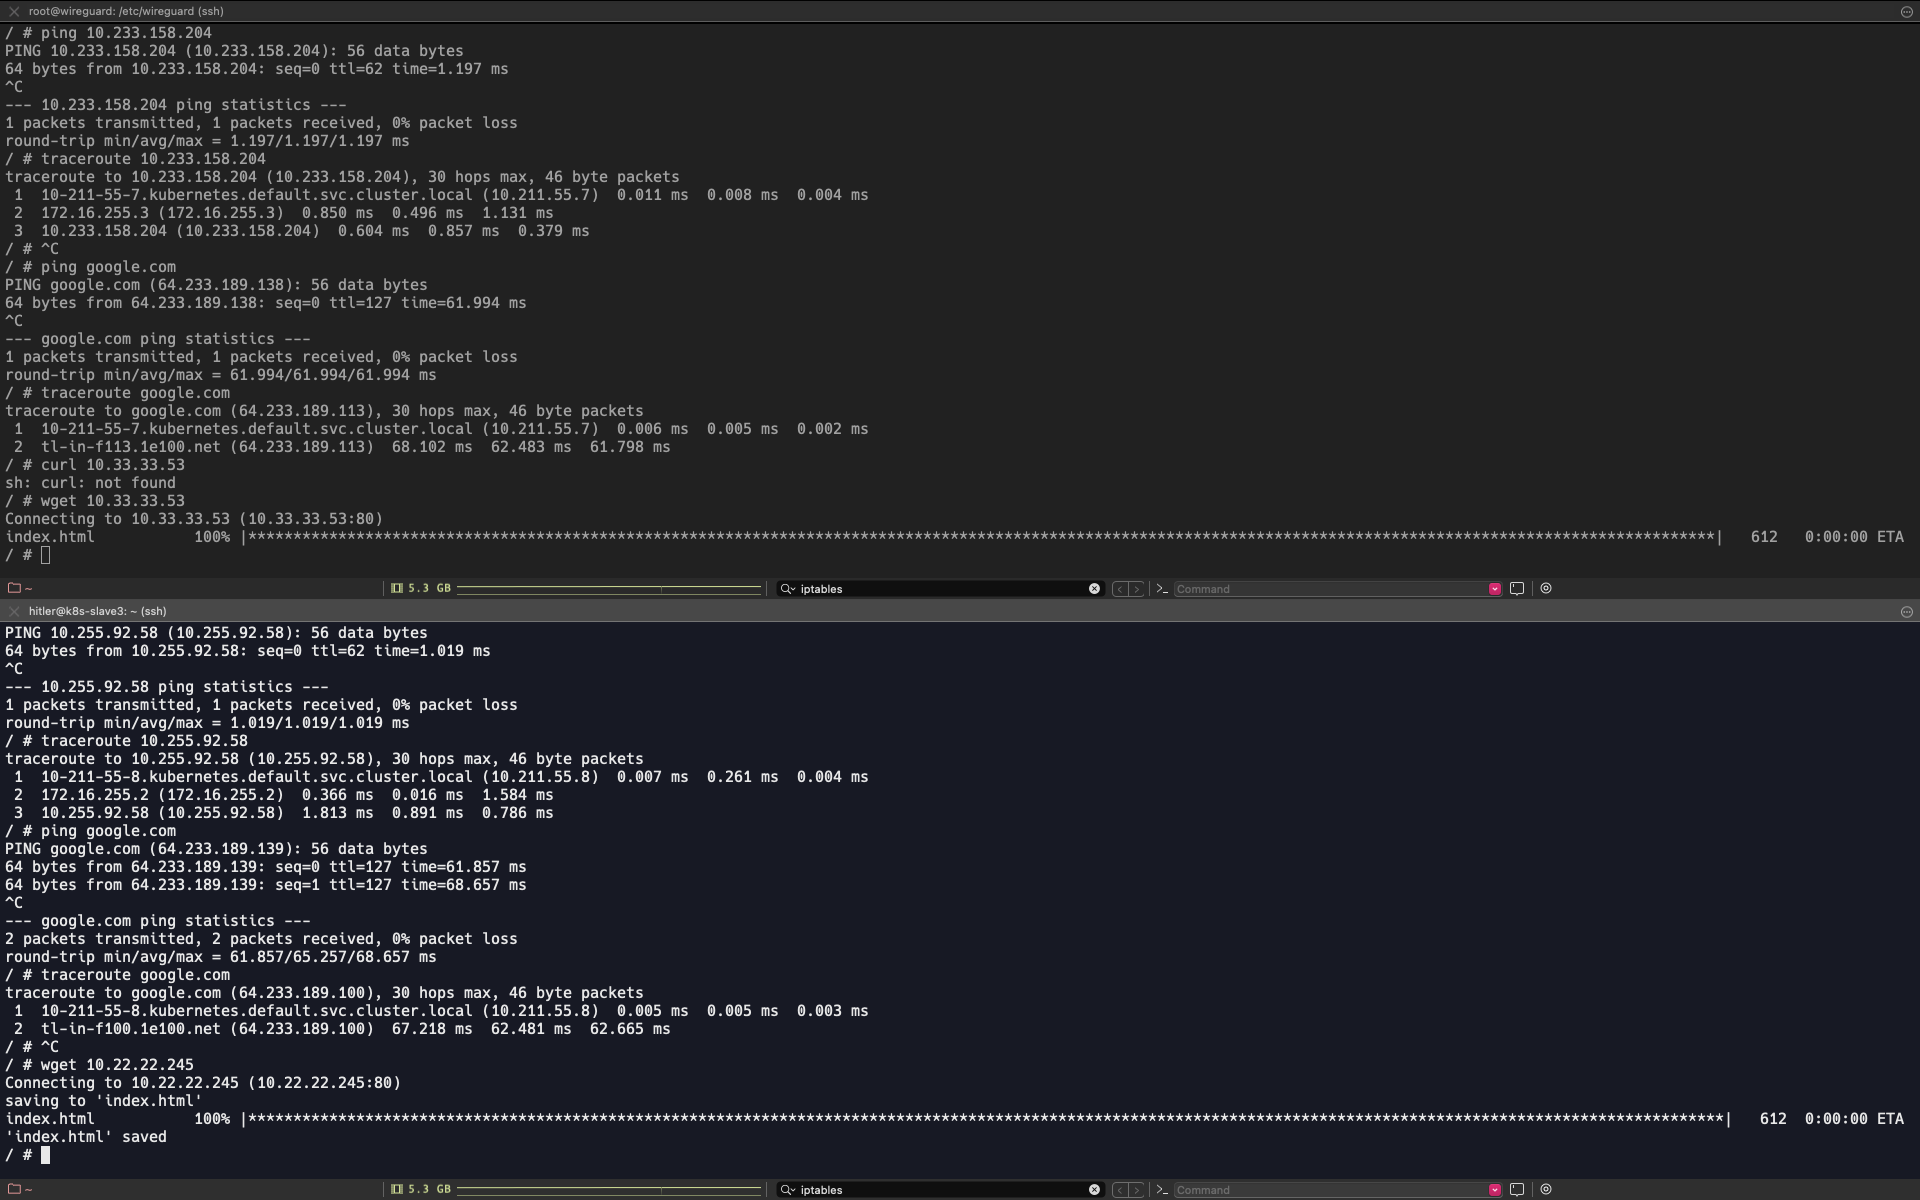 root@wireguard: /etc/wireguard (ssh)
/ # ping 10.233.158.204
PING 10.233.158.204 (10.233.158.204): 56 data bytes
64 bytes from 10.233.158.204: seq=0 ttl=62 time=1.197 ms
^C
--- 10.233.158.204 ping statistics ---
1 packets transmitted, 1 packets received, 0% packet loss
round-trip min/avg/max = 1.197/1.197/1.197 ms
/ # traceroute 10.233.158.204
traceroute to 10.233.158.204 (10.233.158.204), 30 hops max, 46 byte packets
1  10-211-55-7.kubernetes.default.svc.cluster.local (10.211.55.7)  0.011 ms  0.008 ms  0.004 ms
2  172.16.255.3 (172.16.255.3)  0.850 ms  0.496 ms  1.131 ms
3  10.233.158.204 (10.233.158.204)  0.604 ms  0.857 ms  0.379 ms
/ # ^C
/ # ping google.com
PING google.com (64.233.189.138): 56 data bytes
64 bytes from 64.233.189.138: seq=0 ttl=127 time=61.994 ms
^C
--- google.com ping statistics ---
1 packets transmitted, 1 packets received, 0% packet loss
round-trip min/avg/max = 61.994/61.994/61.994 ms
/ # traceroute google.com
traceroute to google.com (64.233.189.113), 30 hops max, 46 byte packets
1  10-211-55-7.kubernetes.default.svc.cluster.local (10.211.55.7)  0.006 ms  0.005 ms  0.002 ms
2  tl-in-f113.1e100.net (64.233.189.113)  68.102 ms  62.483 ms  61.798 ms
/ # curl 10.33.33.53
sh: curl: not found
/ # wget 10.33.33.53
Connecting to 10.33.33.53 (10.33.33.53:80)
index.html           100% |*******************************************************************************************************************************************************************|   612   0:00:00 ETA
/ #
~ 5.3 GB iptables >_ Command
hitler@k8s-slave3: ~ (ssh)
PING 10.255.92.58 (10.255.92.58): 56 data bytes
64 bytes from 10.255.92.58: seq=0 ttl=62 time=1.019 ms
^C
--- 10.255.92.58 ping statistics ---
1 packets transmitted, 1 packets received, 0% packet loss
round-trip min/avg/max = 1.019/1.019/1.019 ms
/ # traceroute 10.255.92.58
traceroute to 10.255.92.58 (10.255.92.58), 30 hops max, 46 byte packets
1  10-211-55-8.kubernetes.default.svc.cluster.local (10.211.55.8)  0.007 ms  0.261 ms  0.004 ms
2  172.16.255.2 (172.16.255.2)  0.366 ms  0.016 ms  1.584 ms
3  10.255.92.58 (10.255.92.58)  1.813 ms  0.891 ms  0.786 ms
/ # ping google.com
PING google.com (64.233.189.139): 56 data bytes
64 bytes from 64.233.189.139: seq=0 ttl=127 time=61.857 ms
64 bytes from 64.233.189.139: seq=1 ttl=127 time=68.657 ms
^C
--- google.com ping statistics ---
2 packets transmitted, 2 packets received, 0% packet loss
round-trip min/avg/max = 61.857/65.257/68.657 ms
/ # traceroute google.com
traceroute to google.com (64.233.189.100), 30 hops max, 46 byte packets
1  10-211-55-8.kubernetes.default.svc.cluster.local (10.211.55.8)  0.005 ms  0.005 ms  0.003 ms
2  tl-in-f100.1e100.net (64.233.189.100)  67.218 ms  62.481 ms  62.665 ms
/ # ^C
/ # wget 10.22.22.245
Connecting to 10.22.22.245 (10.22.22.245:80)
saving to 'index.html'
index.html           100% |********************************************************************************************************************************************************************|   612  0:00:00 ETA
'index.html' saved
/ #
~ 5.3 GB iptables >_ Command